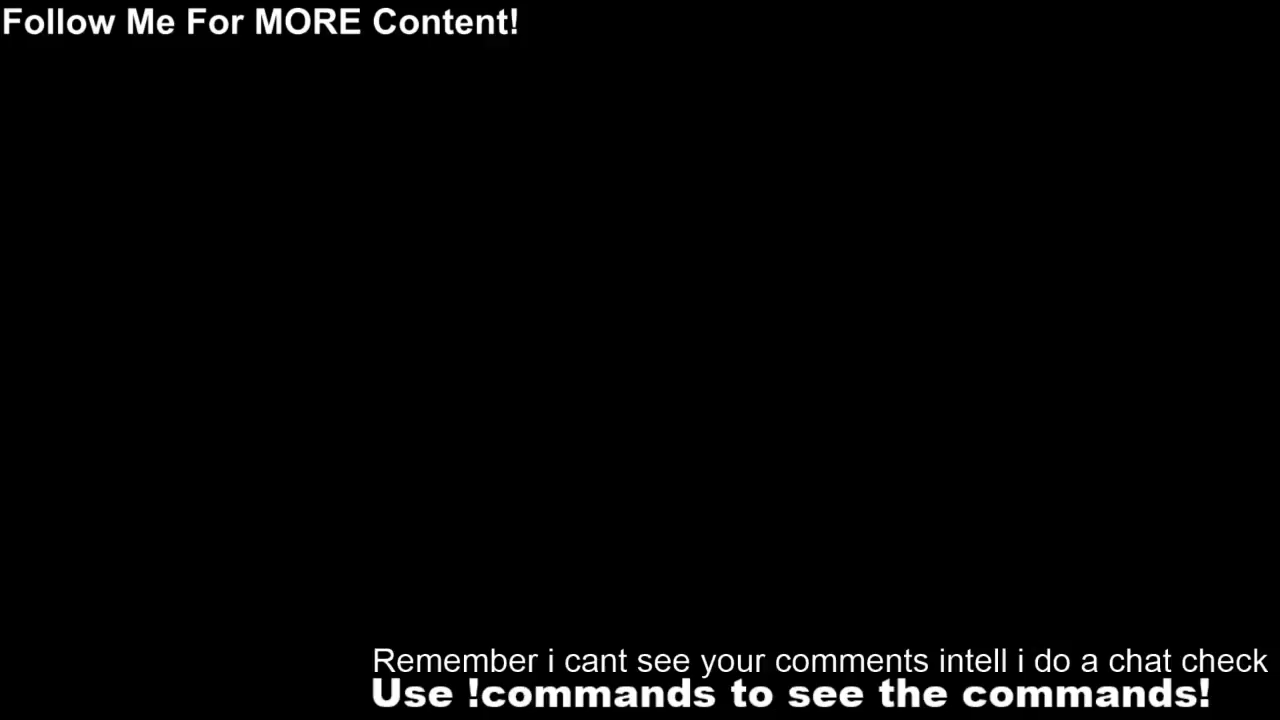 Follow Me For MORE Content!
Remember i cant see your comments intell i do a chat check
Use !commands to see the commands!